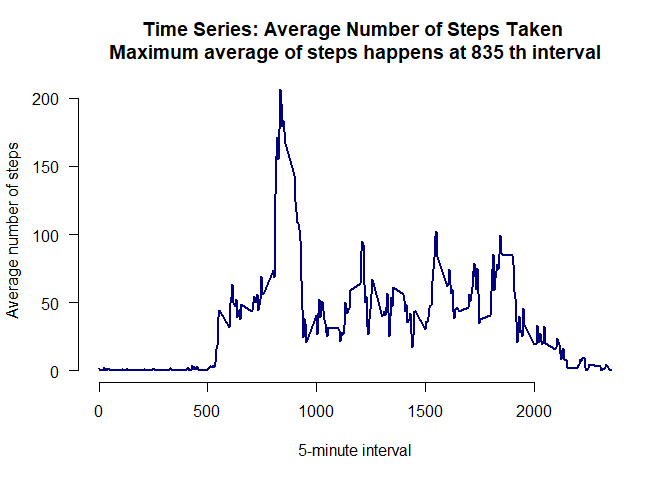 Time Series: Average Number of Steps Taken
Maximum average of steps happens at 835 th interval
Average number of steps
200
150
100
50
0
0 500 1000 1500 2000
5-minute interval